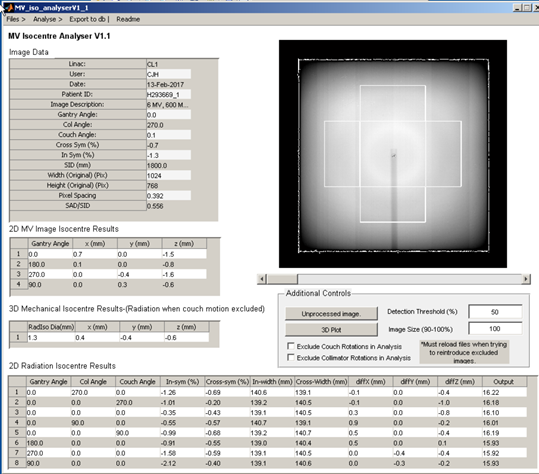 MV_iso_analyserV1_1
Files > Analyse > Export to db | Readme
MV Isocentre Analyser V1.1
Image Data
Linac: CL1
User: CJH
Date: 13-Feb-2017
Patient ID: H293669_1
Image Description: 6 MV, 600 M...
Gantry Angle: 0.0
Col Angle: 270.0
Couch Angle: 0.1
Cross Sym (%) -0.7
In Sym (%) -1.3
SID (mm) 1800.0
Width (Original) (Pix) 1024
Height (Original) (Pix) 768
Pixel Spacing 0.392
SAD/SID 0.556
2D MV Image Isocentre Results
Gantry Angle x (mm) y (mm) z (mm)
1 0.0 0.7 0.0 -1.5
2 180.0 0.1 0.0 -0.8
3 270.0 0.0 -0.4 -1.6
4 90.0 0.0 0.3 -0.6
3D Mechanical Isocentre Results-(Radiation when couch motion excluded)
RadIso Dia(mm) x (mm) y (mm) z (mm)
1 1.3 0.4 -0.4 -0.6
Additional Controls
Unprocessed image. Detection Threshold (%) 50
3D Plot Image Size (90-100%) 100
Exclude Couch Rotations in Analysis
Exclude Collimator Rotations in Analysis
*Must reload files when trying
to reintroduce excluded
images.
2D Radiation Isocentre Results
Gantry Angle Col Angle Couch Angle In-sym (%) Cross-sym (%) In-width (mm) Cross-Width (mm) diffX (mm) diffY (mm) diffZ (mm) Output
1 0.0 270.0 0.0 -1.26 -0.69 140.6 139.1 -0.1 0.0 -0.4 16.22
2 0.0 0.0 270.0 -1.01 -0.20 139.2 140.5 -0.1 0.0 -1.0 16.18
3 0.0 0.0 0.0 -0.35 -0.43 139.1 140.5 0.3 0.0 -0.8 16.10
4 0.0 90.0 0.0 -0.55 -0.57 140.7 139.1 0.9 0.0 -0.2 16.01
5 0.0 0.0 90.0 -0.99 -0.68 139.2 140.7 0.5 0.0 -0.4 16.19
6 180.0 0.0 0.0 -0.91 -0.55 139.0 140.4 0.5 0.0 0.1 15.93
7 270.0 0.0 0.0 -1.58 -0.59 139.1 140.5 0.0 -0.4 -0.4 15.92
8 90.0 0.0 0.0 -2.12 -0.40 139.1 140.6 0.0 -0.3 -0.2 15.93